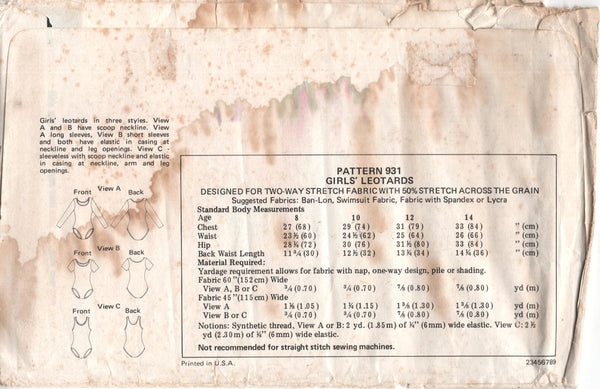 Girls' leotards in three styles. View
A and B have scoop neckline. View
A long sleeves, View B short sleeves
and both have elastic in casing at
neckline and leg openings. View C -
sleeveless with scoop neckline and elastic
in casing at neckline, arm and leg
openings.
Front View A Back
Front View B Back
Front View C Back
PATTERN 931
GIRLS' LEOTARDS
DESIGNED FOR TWO-WAY STRETCH FABRIC WITH 50% STRETCH ACROSS THE GRAIN
Suggested Fabrics: Ban-Lon, Swimsuit Fabric, Fabric with Spandex or Lycra
Standard Body Measurements
Age 8 10 12 14
Chest 27 (68) 29 (74) 31 (79) 33 (84) " (cm)
Waist 23½ (60) 24½ (62) 25 (64) 26 (66) " (cm)
Hip 28¼ (72) 30 (76) 31½ (80) 33 (84) " (cm)
Back Waist Length 11¾ (30) 12½ (32) 13¼ (34) 14¼ (36) " (cm)
Material Required:
Yardage requirement allows for fabric with nap, one-way design, pile or shading.
Fabric 60" (152cm) Wide
View A, B or C ¾ (0.70) ¾ (0.70) ⅞ (0.80) ⅞ (0.80) yd (m)
Fabric 45" (115cm) Wide
View A 1⅛ (1.05) 1¼ (1.15) 1⅜ (1.30) 1⅜ (1.30) yd (m)
View B or C ¾ (0.70) ¾ (0.70) ⅞ (0.80) ⅞ (0.80) yd (m)
Notions: Synthetic thread, View A or B: 2 yd. (1.85m) of ¼" (6mm) wide elastic. View C: 2½
yd (2.30m) of ¼" (6mm) wide elastic.
Not recommended for straight stitch sewing machines.
Printed in U.S.A. 23456789